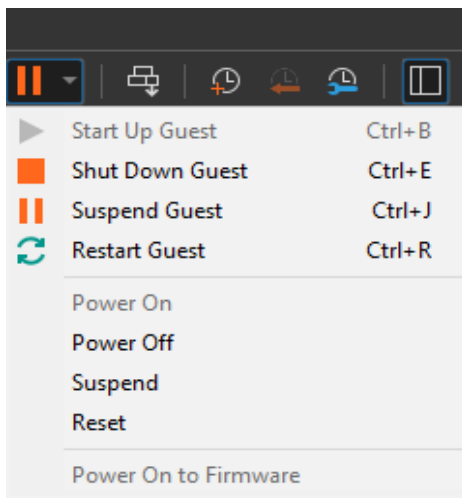 Start Up Guest Ctrl+B
Shut Down Guest Ctrl+E
Suspend Guest Ctrl+J
Restart Guest Ctrl+R
Power On
Power Off
Suspend
Reset
Power On to Firmware